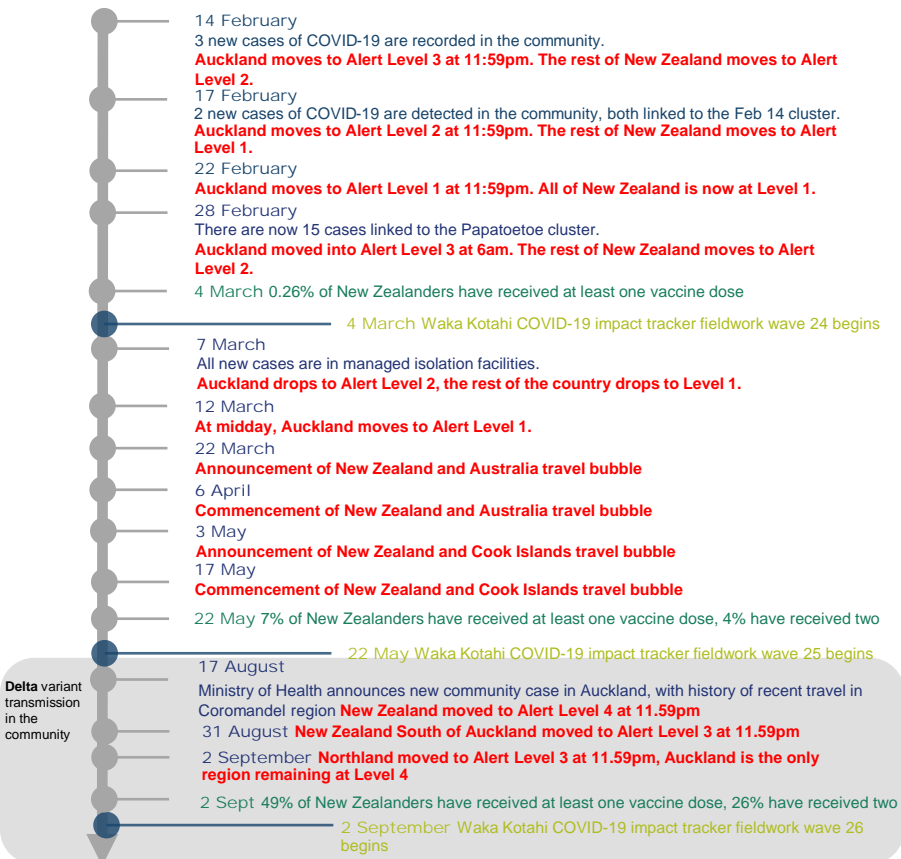 14 February
3 new cases of COVID-19 are recorded in the community.
Auckland moves to Alert Level 3 at 11:59pm. The rest of New Zealand moves to Alert
Level 2.
17 February
2 new cases of COVID-19 are detected in the community, both linked to the Feb 14 cluster.
Auckland moves to Alert Level 2 at 11:59pm. The rest of New Zealand moves to Alert
Level 1.
22 February
Auckland moves to Alert Level 1 at 11:59pm. All of New Zealand is now at Level 1.
28 February
There are now 15 cases linked to the Papatoetoe cluster.
Auckland moved into Alert Level 3 at 6am. The rest of New Zealand moves to Alert
Level 2.
4 March 0.26% of New Zealanders have received at least one vaccine dose
4 March Waka Kotahi COVID-19 impact tracker fieldwork wave 24 begins
7 March
All new cases are in managed isolation facilities.
Auckland drops to Alert Level 2, the rest of the country drops to Level 1.
12 March
At midday, Auckland moves to Alert Level 1.
22 March
Announcement of New Zealand and Australia travel bubble
6 April
Commencement of New Zealand and Australia travel bubble
3 May
Announcement of New Zealand and Cook Islands travel bubble
17 May
Commencement of New Zealand and Cook Islands travel bubble
22 May 7% of New Zealanders have received at least one vaccine dose, 4% have received two
22 May Waka Kotahi COVID-19 impact tracker fieldwork wave 25 begins
Delta variant
transmission
in the
community
17 August
Ministry of Health announces new community case in Auckland, with history of recent travel in
Coromandel region New Zealand moved to Alert Level 4 at 11.59pm
31 August New Zealand South of Auckland moved to Alert Level 3 at 11.59pm
2 September Northland moved to Alert Level 3 at 11.59pm, Auckland is the only
region remaining at Level 4
2 Sept 49% of New Zealanders have received at least one vaccine dose, 26% have received two
2 September Waka Kotahi COVID-19 impact tracker fieldwork wave 26
begins